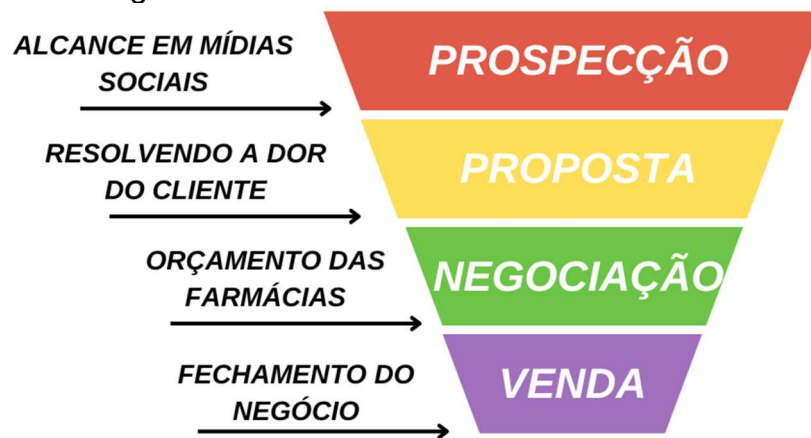 ALCANCE EM MÍDIAS
SOCIAIS
PROSPECÇÃO
RESOLVENDO A DOR
DO CLIENTE
PROPOSTA
ORÇAMENTO DAS
FARMÁCIAS
NEGOCIAÇÃO
FECHAMENTO DO
NEGÓCIO
VENDA